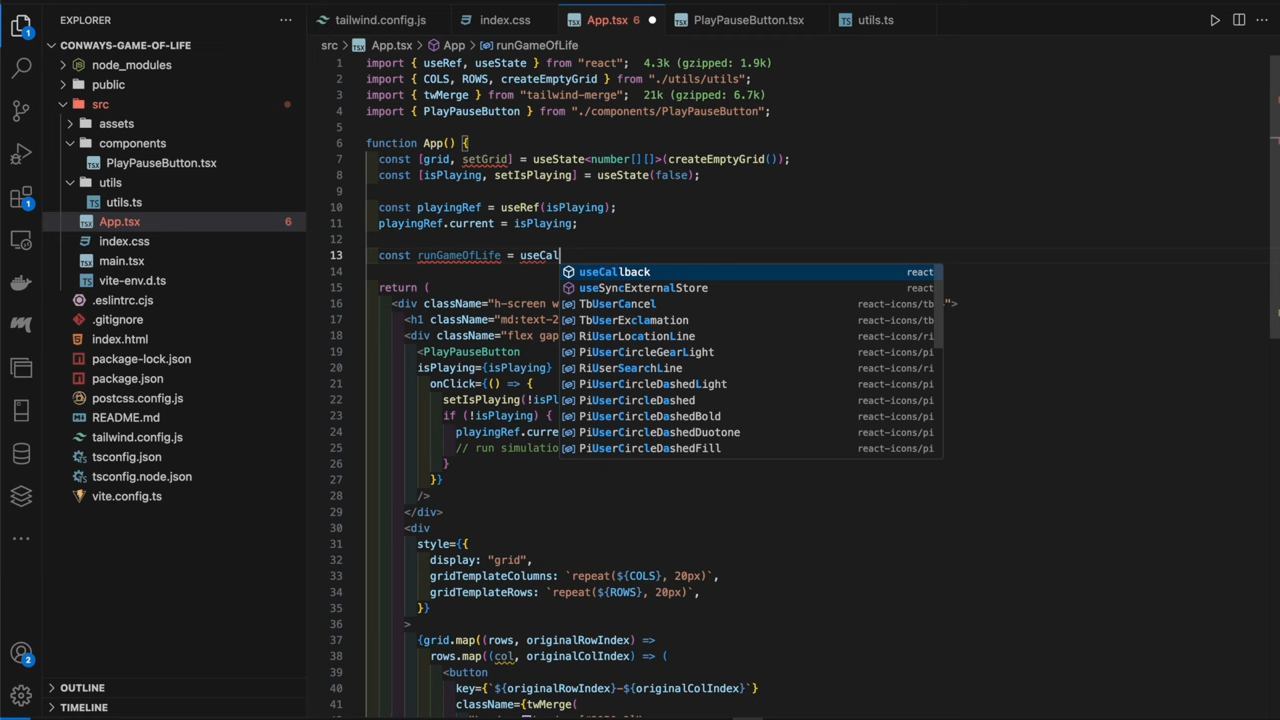 EXPLORER
CONWAYS-GAME-OF-LIFE
node_modules
public
src
assets
components
PlayPauseButton.tsx
utils
utils.ts
App.tsx 6
index.css
main.tsx
vite-env.d.ts
.eslintrc.cjs
.gitignore
index.html
package-lock.json
package.json
postcss.config.js
README.md
tailwind.config.js
tsconfig.json
tsconfig.node.json
vite.config.ts
OUTLINE
TIMELINE
1
1
2
tailwind.config.js
index.css
App.tsx 6
PlayPauseButton.tsx
utils.ts
src > App.tsx > App > runGameOfLife
1 import { useRef, useState } from "react"; 4.3k (gzipped: 1.9k)
2 import { COLS, ROWS, createEmptyGrid } from "./utils/utils";
3 import { twMerge } from "tailwind-merge"; 21k (gzipped: 6.7k)
4 import { PlayPauseButton } from "./components/PlayPauseButton";
5
6 function App() {
7 const [grid, setGrid] = useState<number[][]>(createEmptyGrid());
8 const [isPlaying, setIsPlaying] = useState(false);
9
10 const playingRef = useRef(isPlaying);
11 playingRef.current = isPlaying;
12
13 const runGameOfLife = useCal
14
15 return (
16 <div className="h-screen w
17 <h1 className="md:text-2
18 <div className="flex gap
19 <PlayPauseButton
20 isPlaying={isPlaying}
21 onClick={() => {
22 setIsPlaying(!isPl
23 if (!isPlaying) {
24 playingRef.curre
25 // run simulatio
26 }
27 }}
28 />
29 </div>
30 <div
31 style={{
32 display: "grid",
33 gridTemplateColumns: `repeat(${COLS}, 20px)`,
34 gridTemplateRows: `repeat(${ROWS}, 20px)`,
35 }}
36 >
37 {grid.map((rows, originalRowIndex) =>
38 rows.map((col, originalColIndex) => (
39 <button
40 key={`${originalRowIndex}-${originalColIndex}`}
41 className={twMerge(
useCallback react
useSyncExternalStore react
TbUserCancel react-icons/tb
TbUserExclamation react-icons/tb
RiUserLocationLine react-icons/ri
PiUserCircleGearLight react-icons/pi
RiUserSearchLine react-icons/ri
PiUserCircleDashedLight react-icons/pi
PiUserCircleDashed react-icons/pi
PiUserCircleDashedBold react-icons/pi
PiUserCircleDashedDuotone react-icons/pi
PiUserCircleDashedFill react-icons/pi